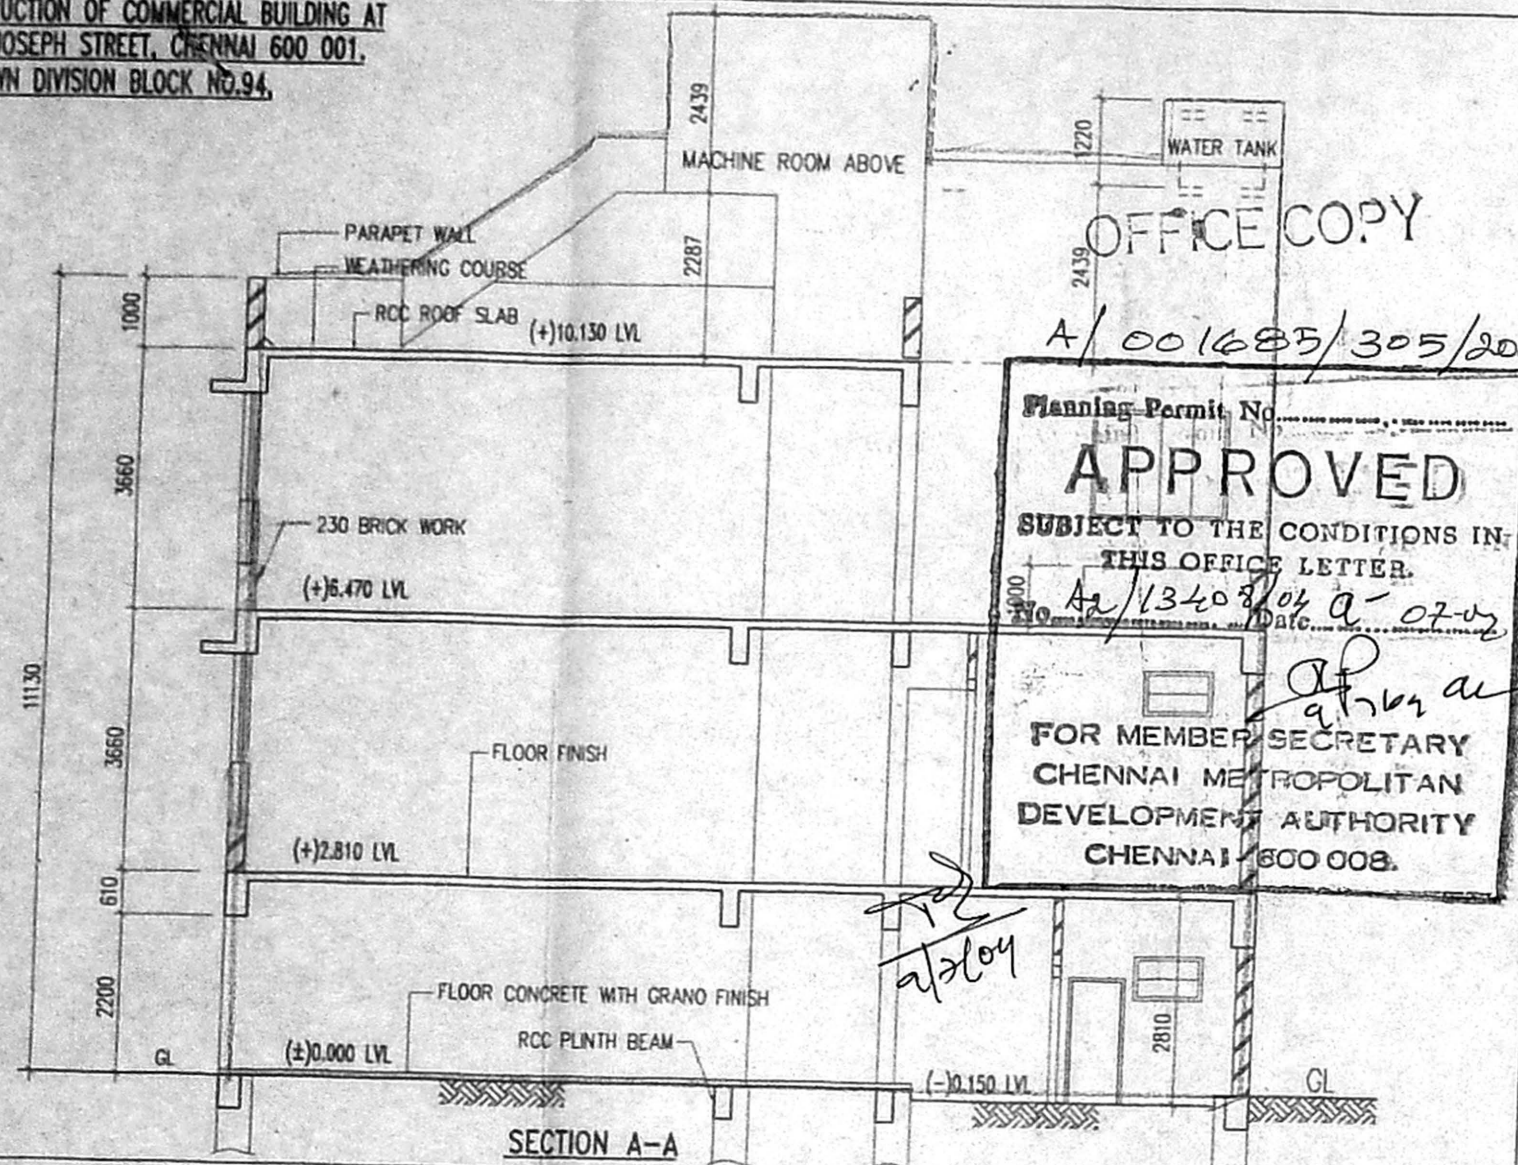 UCTION OF COMMERCIAL BUILDING AT
JOSEPH STREET, CHENNAI 600 001.
WN DIVISION BLOCK NO.94,
2439
MACHINE ROOM ABOVE
1220
WATER TANK
OFFICE COPY
PARAPET WALL
WEATHERING COURSE
2287
2439
1000
RCC ROOF SLAB
(+)10.130 LVL
A/ 001685/305/20
Planning Permit No
APPROVED
SUBJECT TO THE CONDITIONS IN
THIS OFFICE LETTER.
No. A2/13408/04 Date
3660
230 BRICK WORK
(+)6.470 LVL
11130
3660
FLOOR FINISH
FOR MEMBER SECRETARY
CHENNAI METROPOLITAN
DEVELOPMENT AUTHORITY
CHENNAI 600 008.
(+)2.810 LVL
610
2200
FLOOR CONCRETE WITH GRANO FINISH
RCC PLINTH BEAM
2810
GL
(±)0.000 LVL
(-)0.150 LVL
GL
SECTION A-A